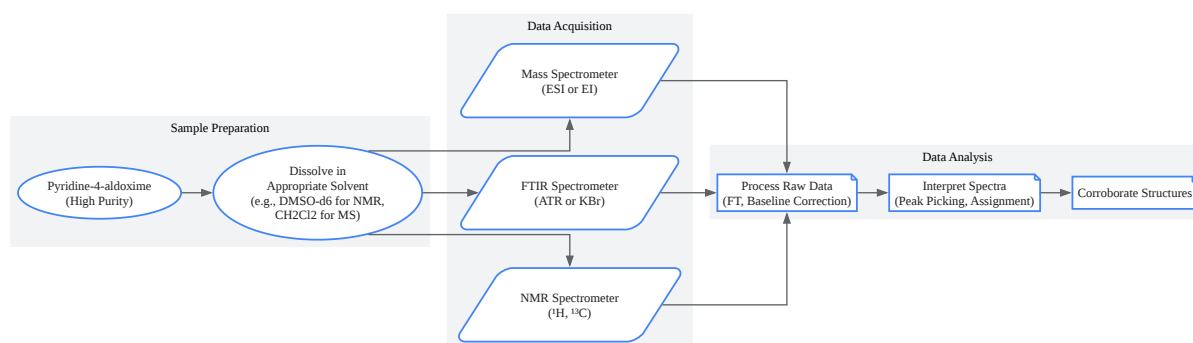 Sample Preparation
Pyridine-4-aldoxime
(High Purity)
Dissolve in
Appropriate Solvent
(e.g., DMSO-d6 for NMR,
CH2Cl2 for MS)
Data Acquisition
Mass Spectrometer
(ESI or EI)
FTIR Spectrometer
(ATR or KBr)
NMR Spectrometer
(¹H, ¹³C)
Data Analysis
Process Raw Data
(FT, Baseline Correction)
Interpret Spectra
(Peak Picking, Assignment)
Corroborate Structures